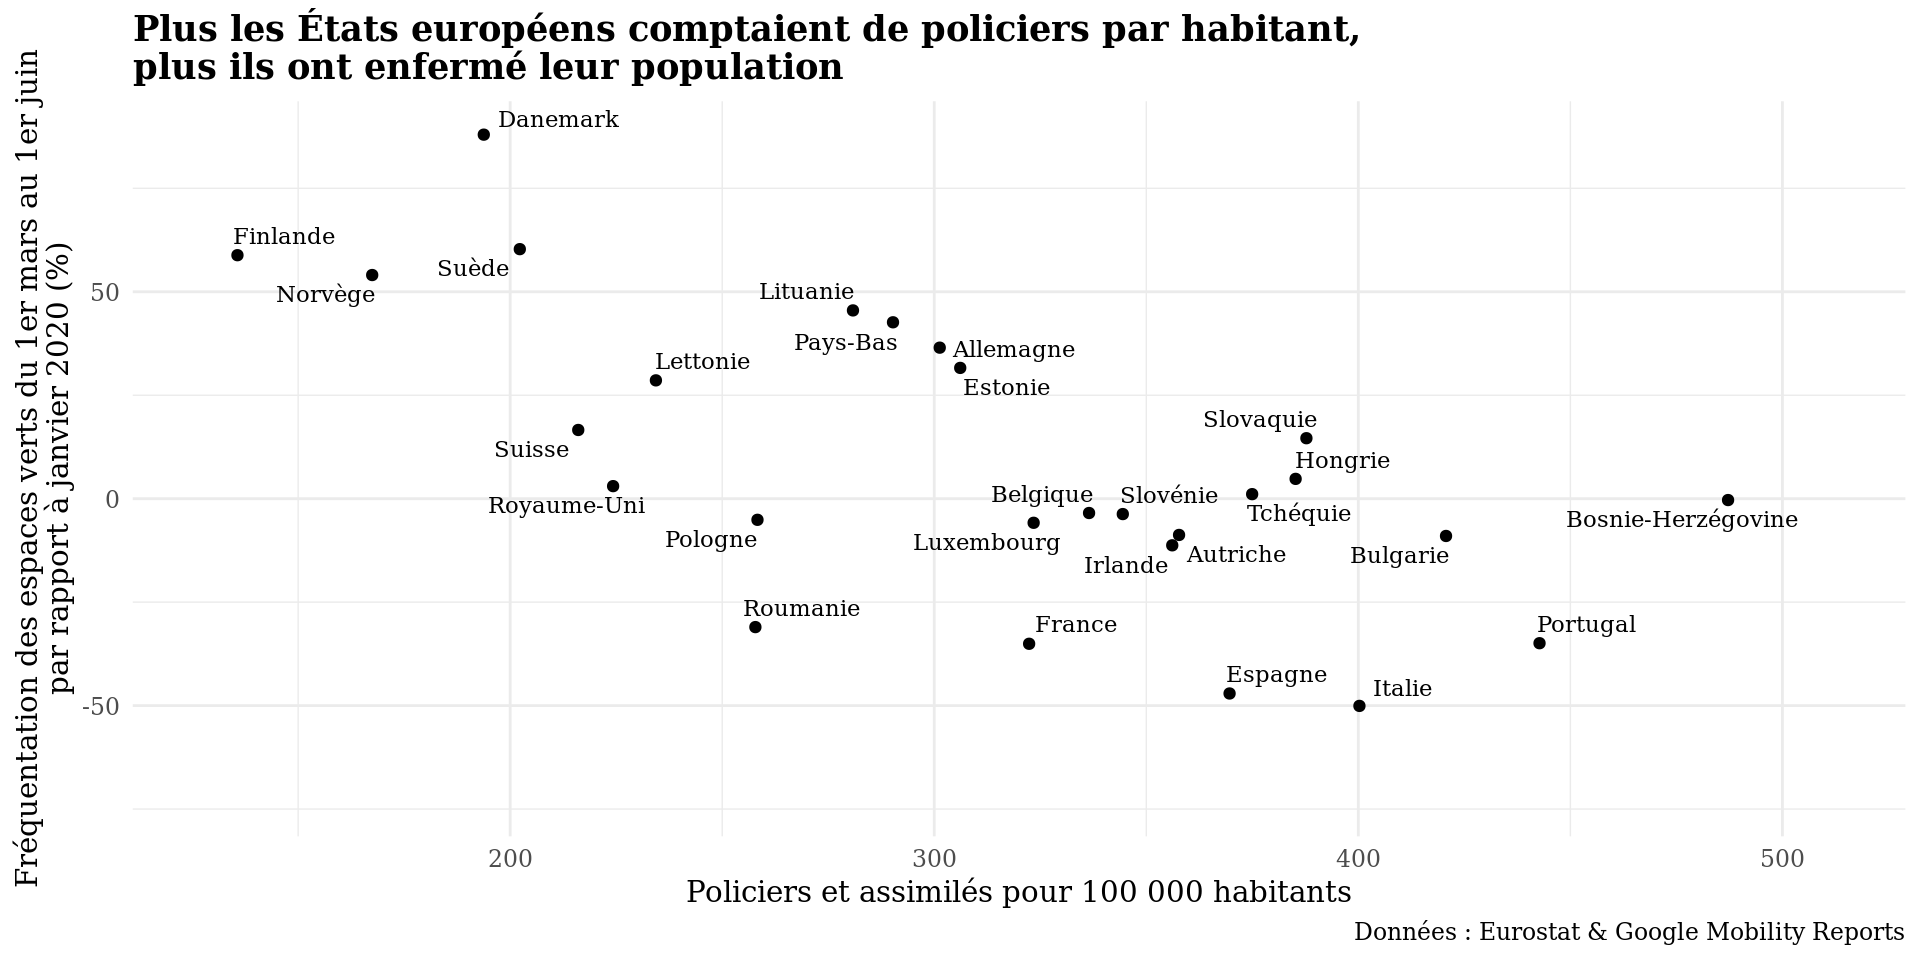 Plus les États européens comptaient de policiers par habitant,
plus ils ont enfermé leur population
Fréquentation des espaces verts du 1er mars au 1er juin
par rapport à janvier 2020 (%)
50
0
-50
Danemark
Finlande
Suède
Norvège
Lituanie
Pays-Bas
Allemagne
Lettonie
Estonie
Slovaquie
Suisse
Hongrie
Belgique
Slovénie
Royaume-Uni
Tchéquie
Bosnie-Herzégovine
Pologne
Luxembourg
Autriche
Bulgarie
Irlande
Roumanie
France
Portugal
Espagne
Italie
200
300
400
500
Policiers et assimilés pour 100 000 habitants
Données : Eurostat & Google Mobility Reports